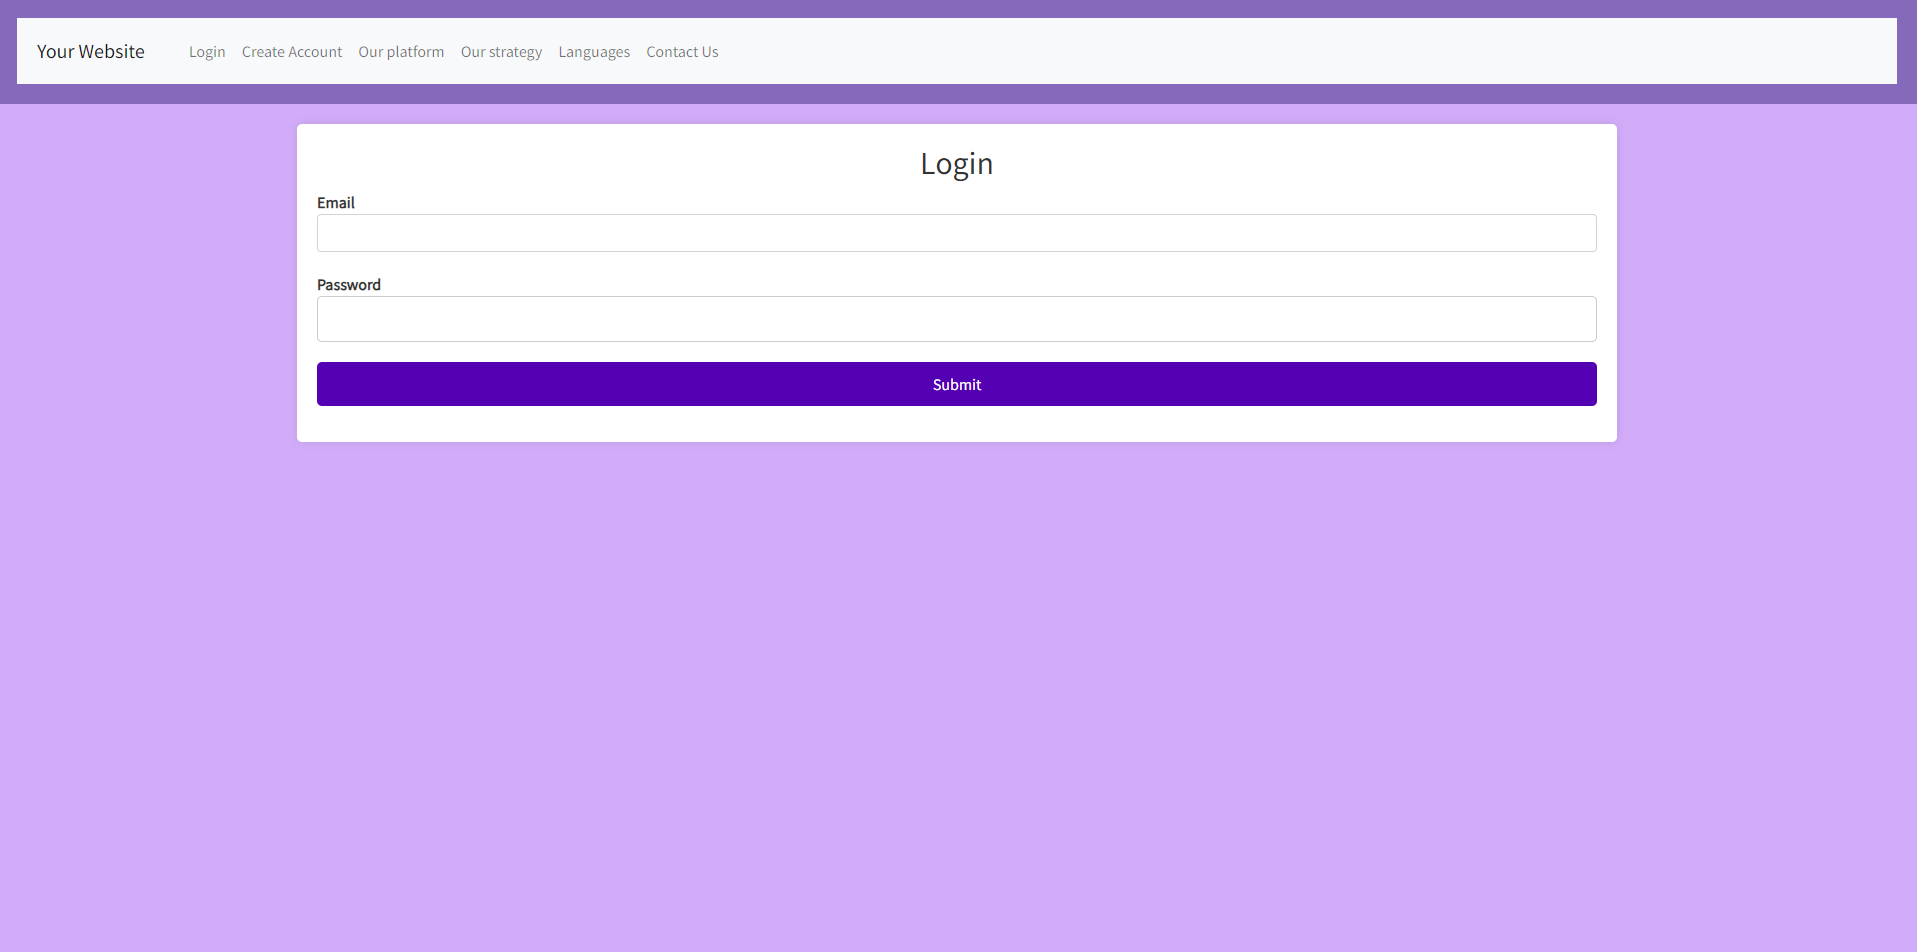 Your Website Login Create Account Our platform Our strategy Languages Contact Us
Login
Email
Password
Submit